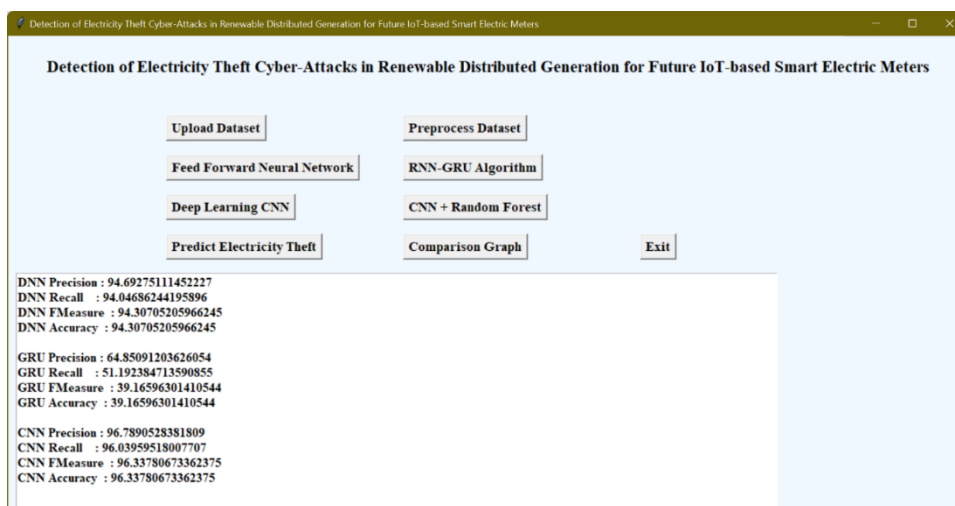 Detection of Electricity Theft Cyber-Attacks in Renewable Distributed Generation for Future IoT-based Smart Electric Meters
Detection of Electricity Theft Cyber-Attacks in Renewable Distributed Generation for Future IoT-based Smart Electric Meters
Upload Dataset
Preprocess Dataset
Feed Forward Neural Network
RNN-GRU Algorithm
Deep Learning CNN
CNN + Random Forest
Predict Electricity Theft
Comparison Graph
Exit
DNN Precision : 94.69275111452227
DNN Recall : 94.04686244195896
DNN FMeasure : 94.30705205966245
DNN Accuracy : 94.30705205966245
GRU Precision : 64.85091203626054
GRU Recall : 51.192384713590855
GRU FMeasure : 39.16596301410544
GRU Accuracy : 39.16596301410544
CNN Precision : 96.7890528381809
CNN Recall : 96.03959518007707
CNN FMeasure : 96.33780673362375
CNN Accuracy : 96.33780673362375